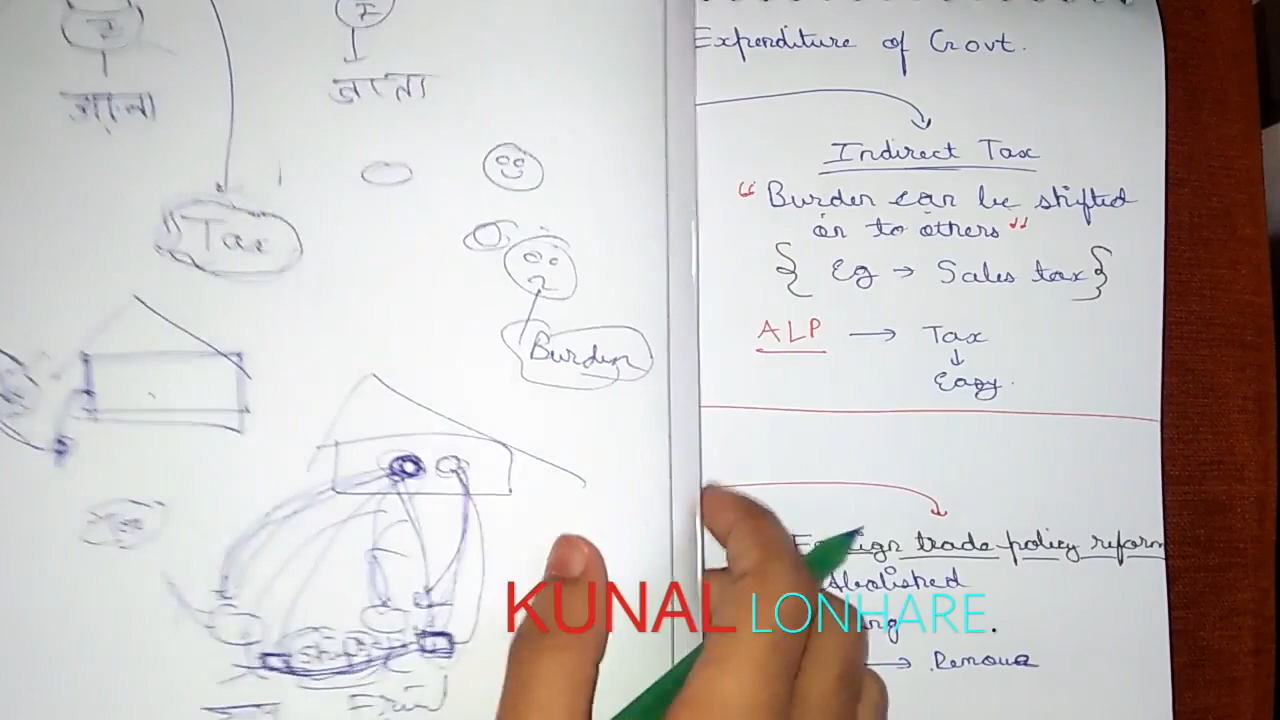 जाता
Tax
Burden
Expenditure of Govt.
Indirect Tax
“Burden can be shifted
on to others”
{ Eg → Sales tax }
ALP → Tax
↓
Easy.
Foreign trade policy reform
Abolished
→ Remove
KUNAL LONHARE